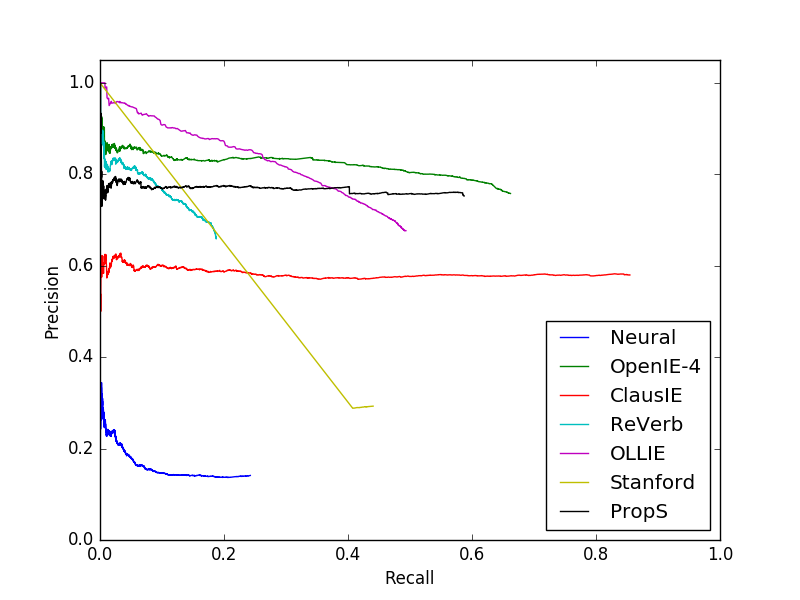 1.0
0.8
0.6
0.4
0.2
0.0
Precision
0.0 0.2 0.4 0.6 0.8 1.0
Recall
Neural
OpenIE-4
ClausIE
ReVerb
OLLIE
Stanford
PropS